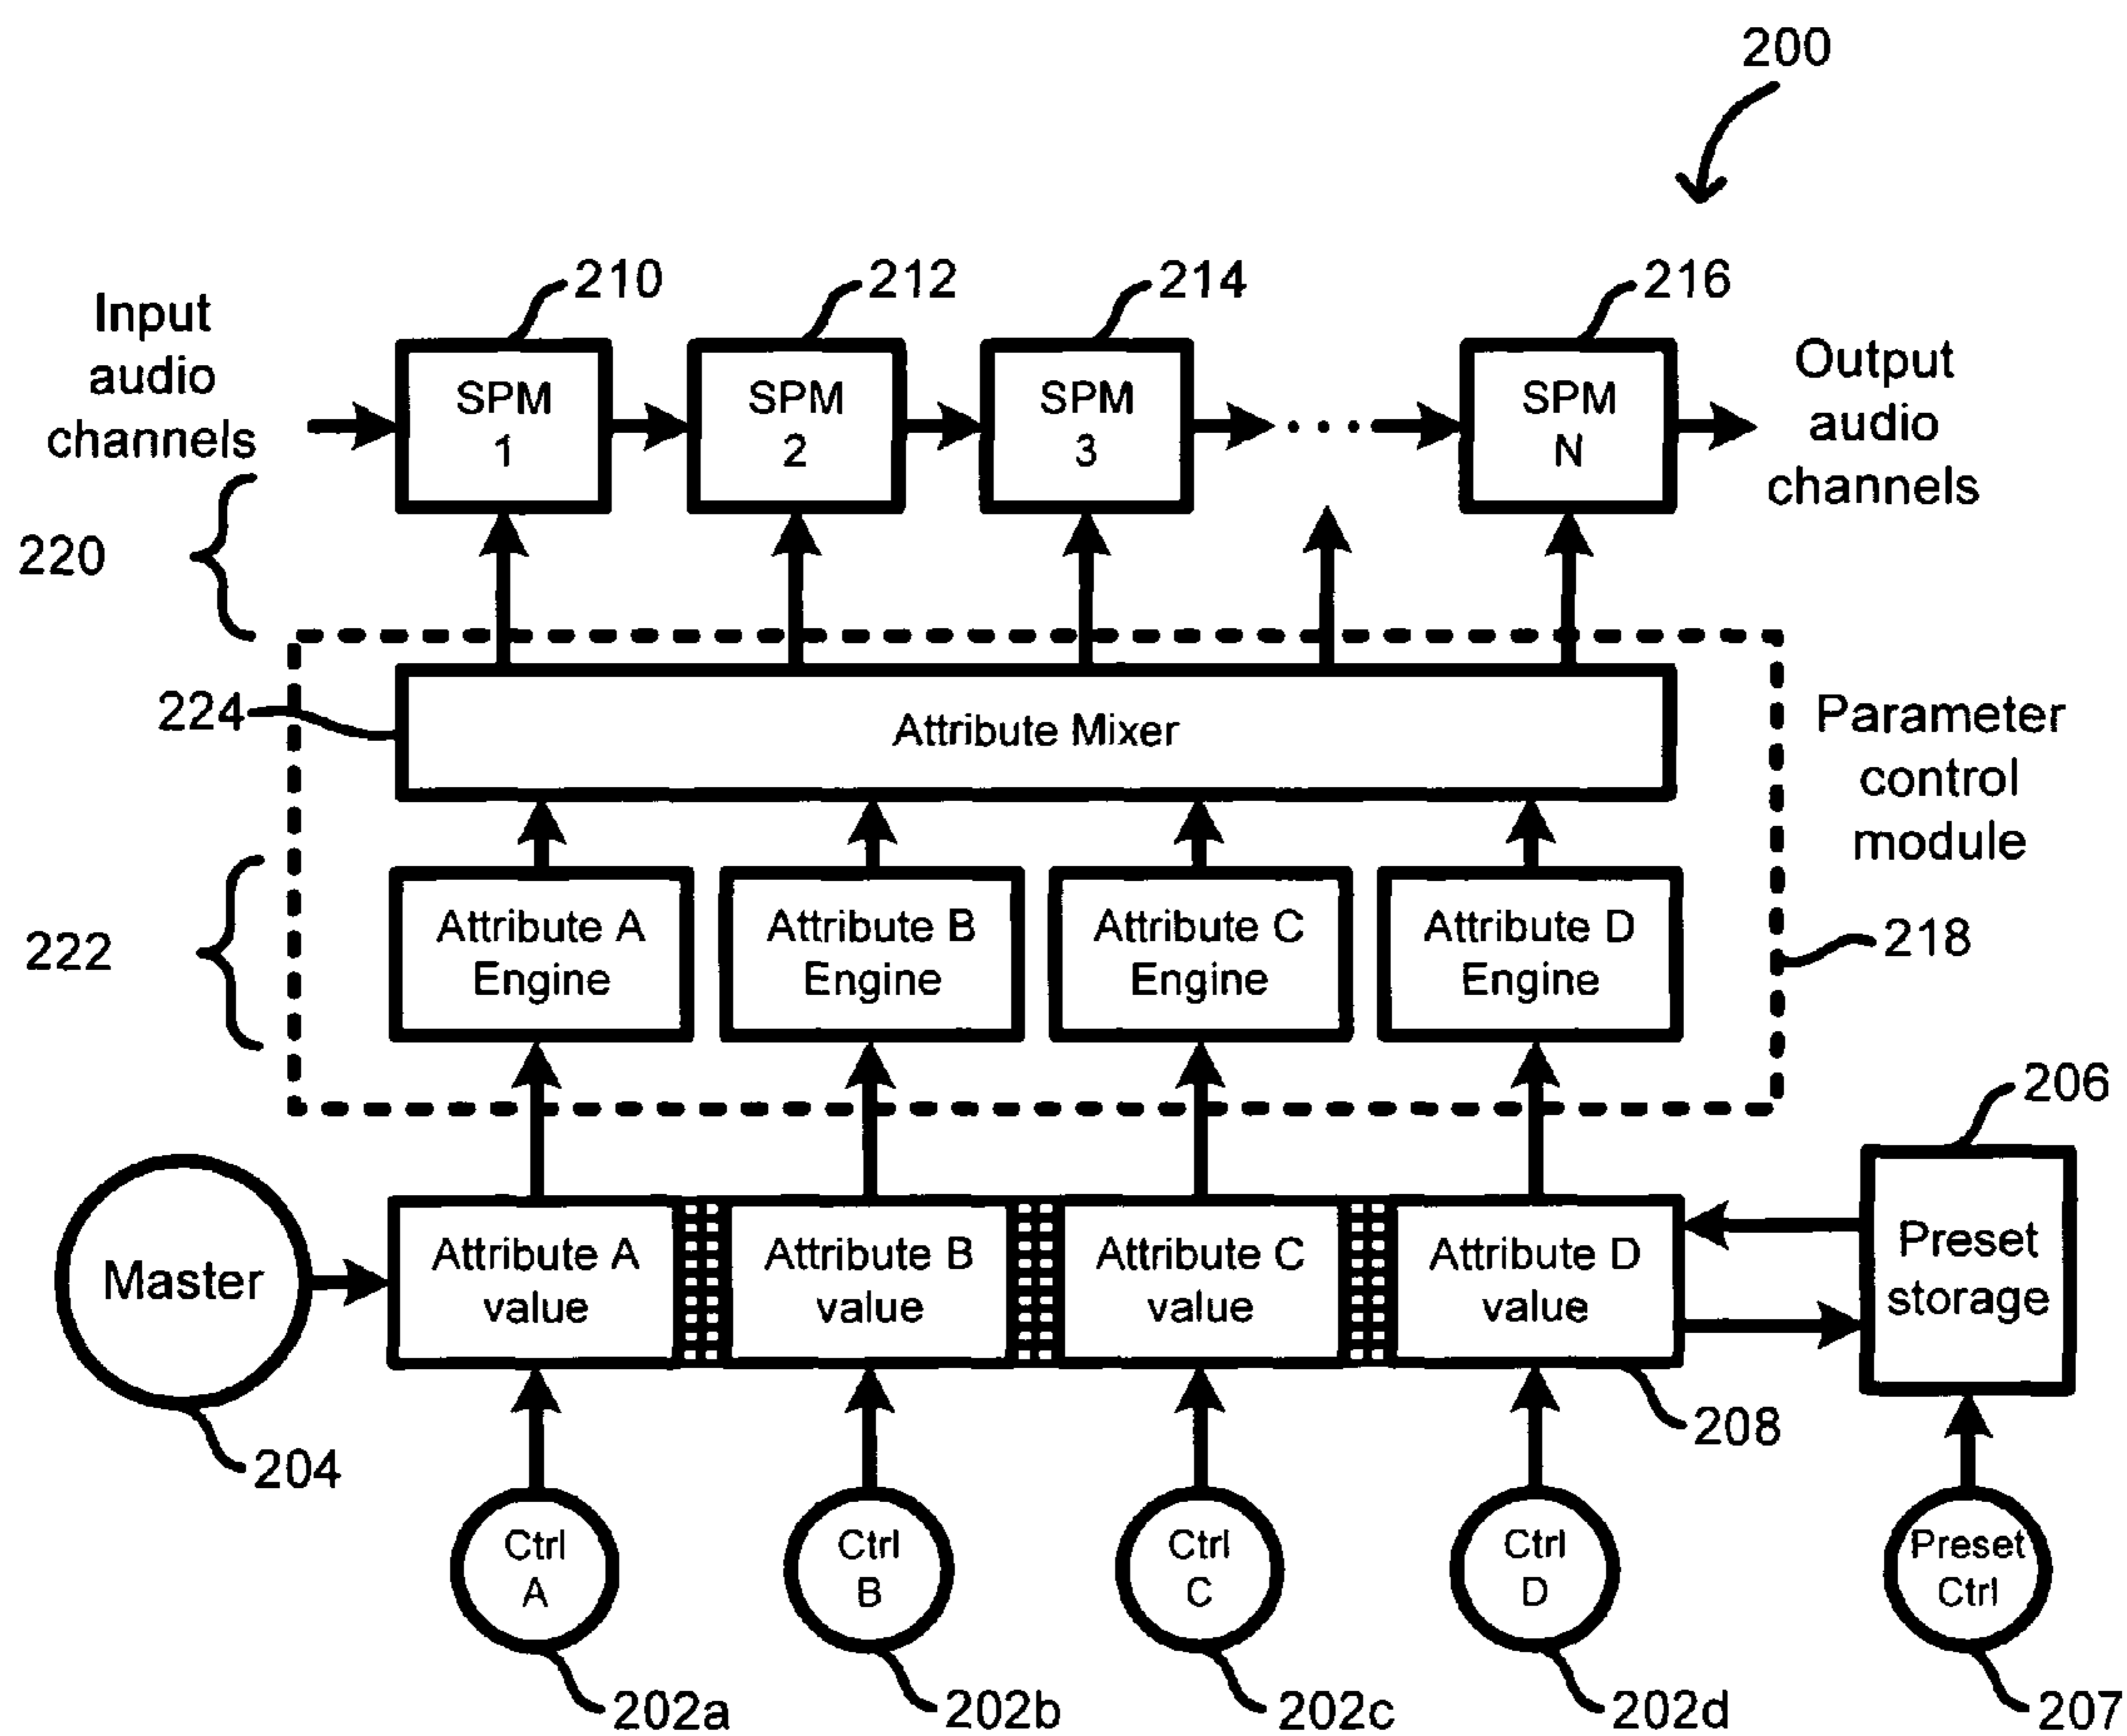 200
210
212
214
216
Input
audio
channels
SPM
1
SPM
2
SPM
3
SPM
N
Output
audio
channels
220
224
Attribute Mixer
Parameter
control
module
222
Attribute A
Engine
Attribute B
Engine
Attribute C
Engine
Attribute D
Engine
218
206
Master
Attribute A
value
Attribute B
value
Attribute C
value
Attribute D
value
Preset
storage
204
208
Ctrl
A
Ctrl
B
Ctrl
C
Ctrl
D
Preset
Ctrl
202a
202b
202c
202d
207